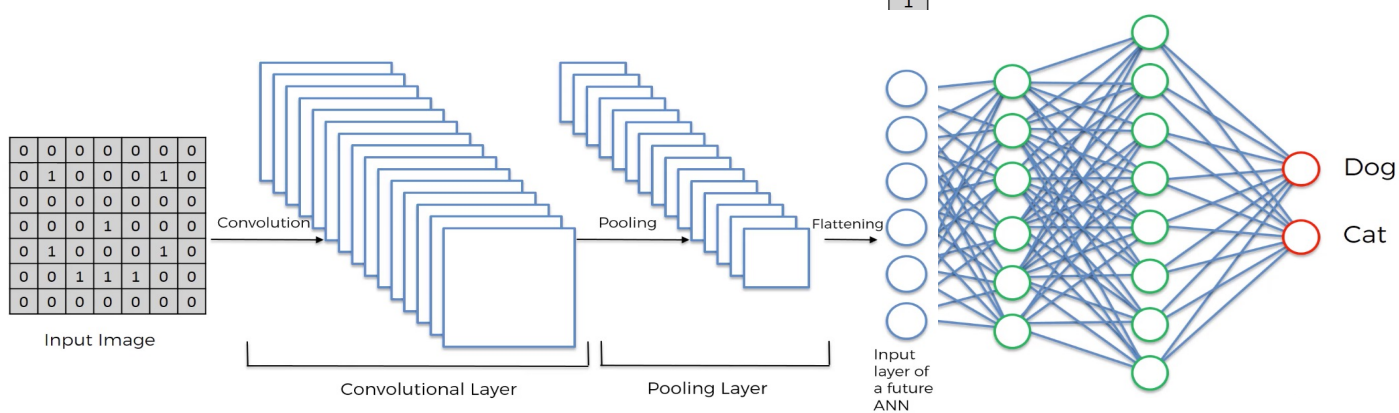 1
0 0 0 0 0 0 0
0 1 0 0 0 1 0
0 0 0 0 0 0 0
0 0 0 1 0 0 0
0 1 0 0 0 1 0
0 0 1 1 1 0 0
0 0 0 0 0 0 0
Input Image
Convolution
Convolutional Layer
Pooling
Pooling Layer
Flattening
Input
layer of
a future
ANN
Dog
Cat